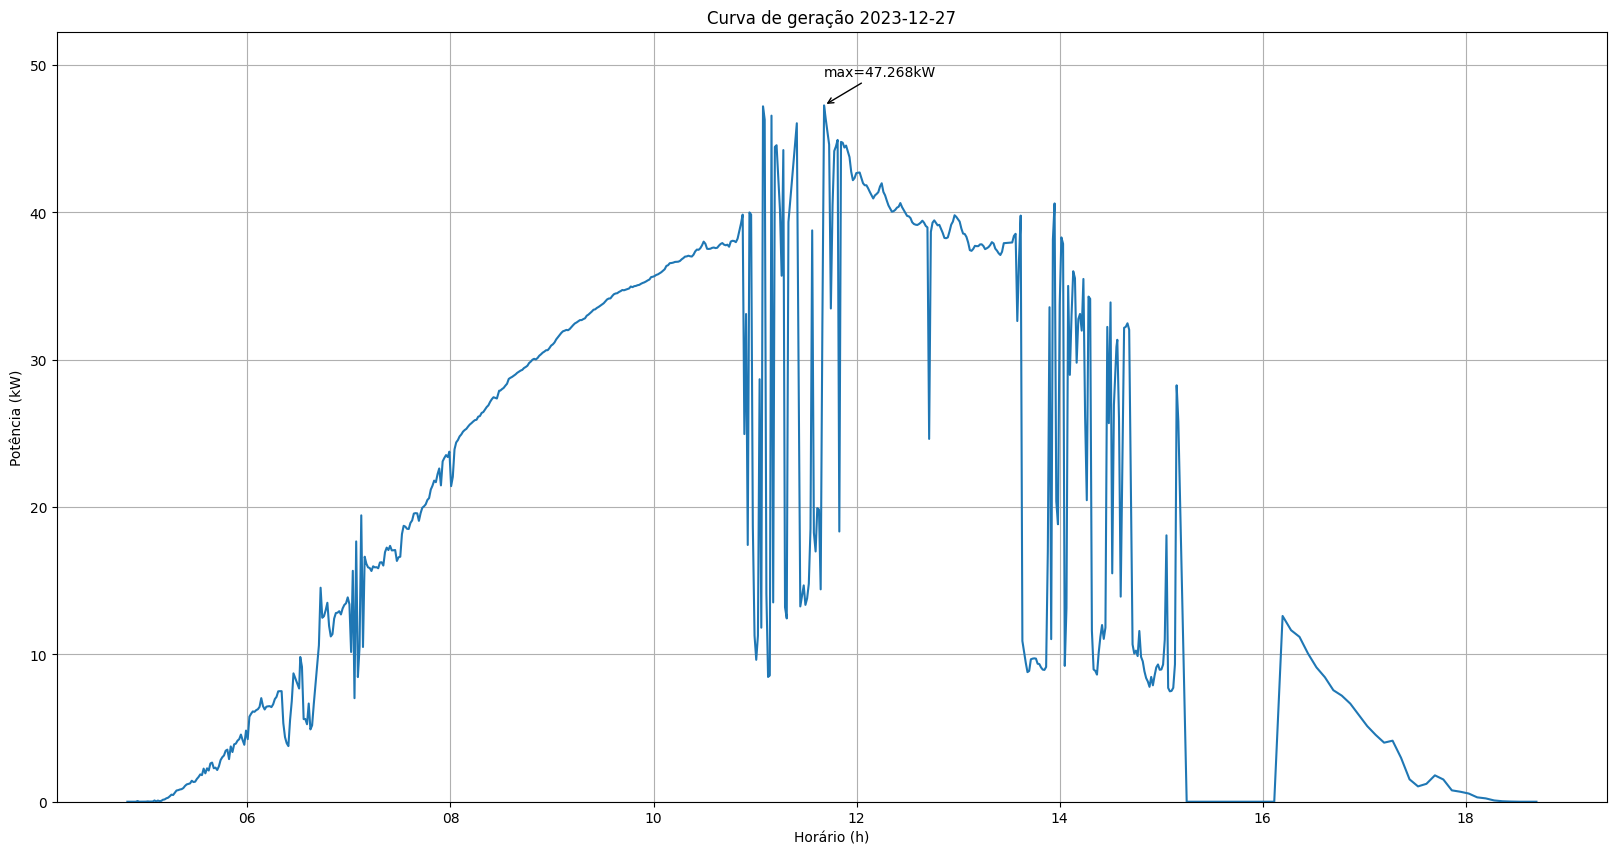 Curva de geração 2023-12-27
max=47.268kW
50
40
30
20
10
0
Potência (kW)
06 08 10 12 14 16 18
Horário (h)